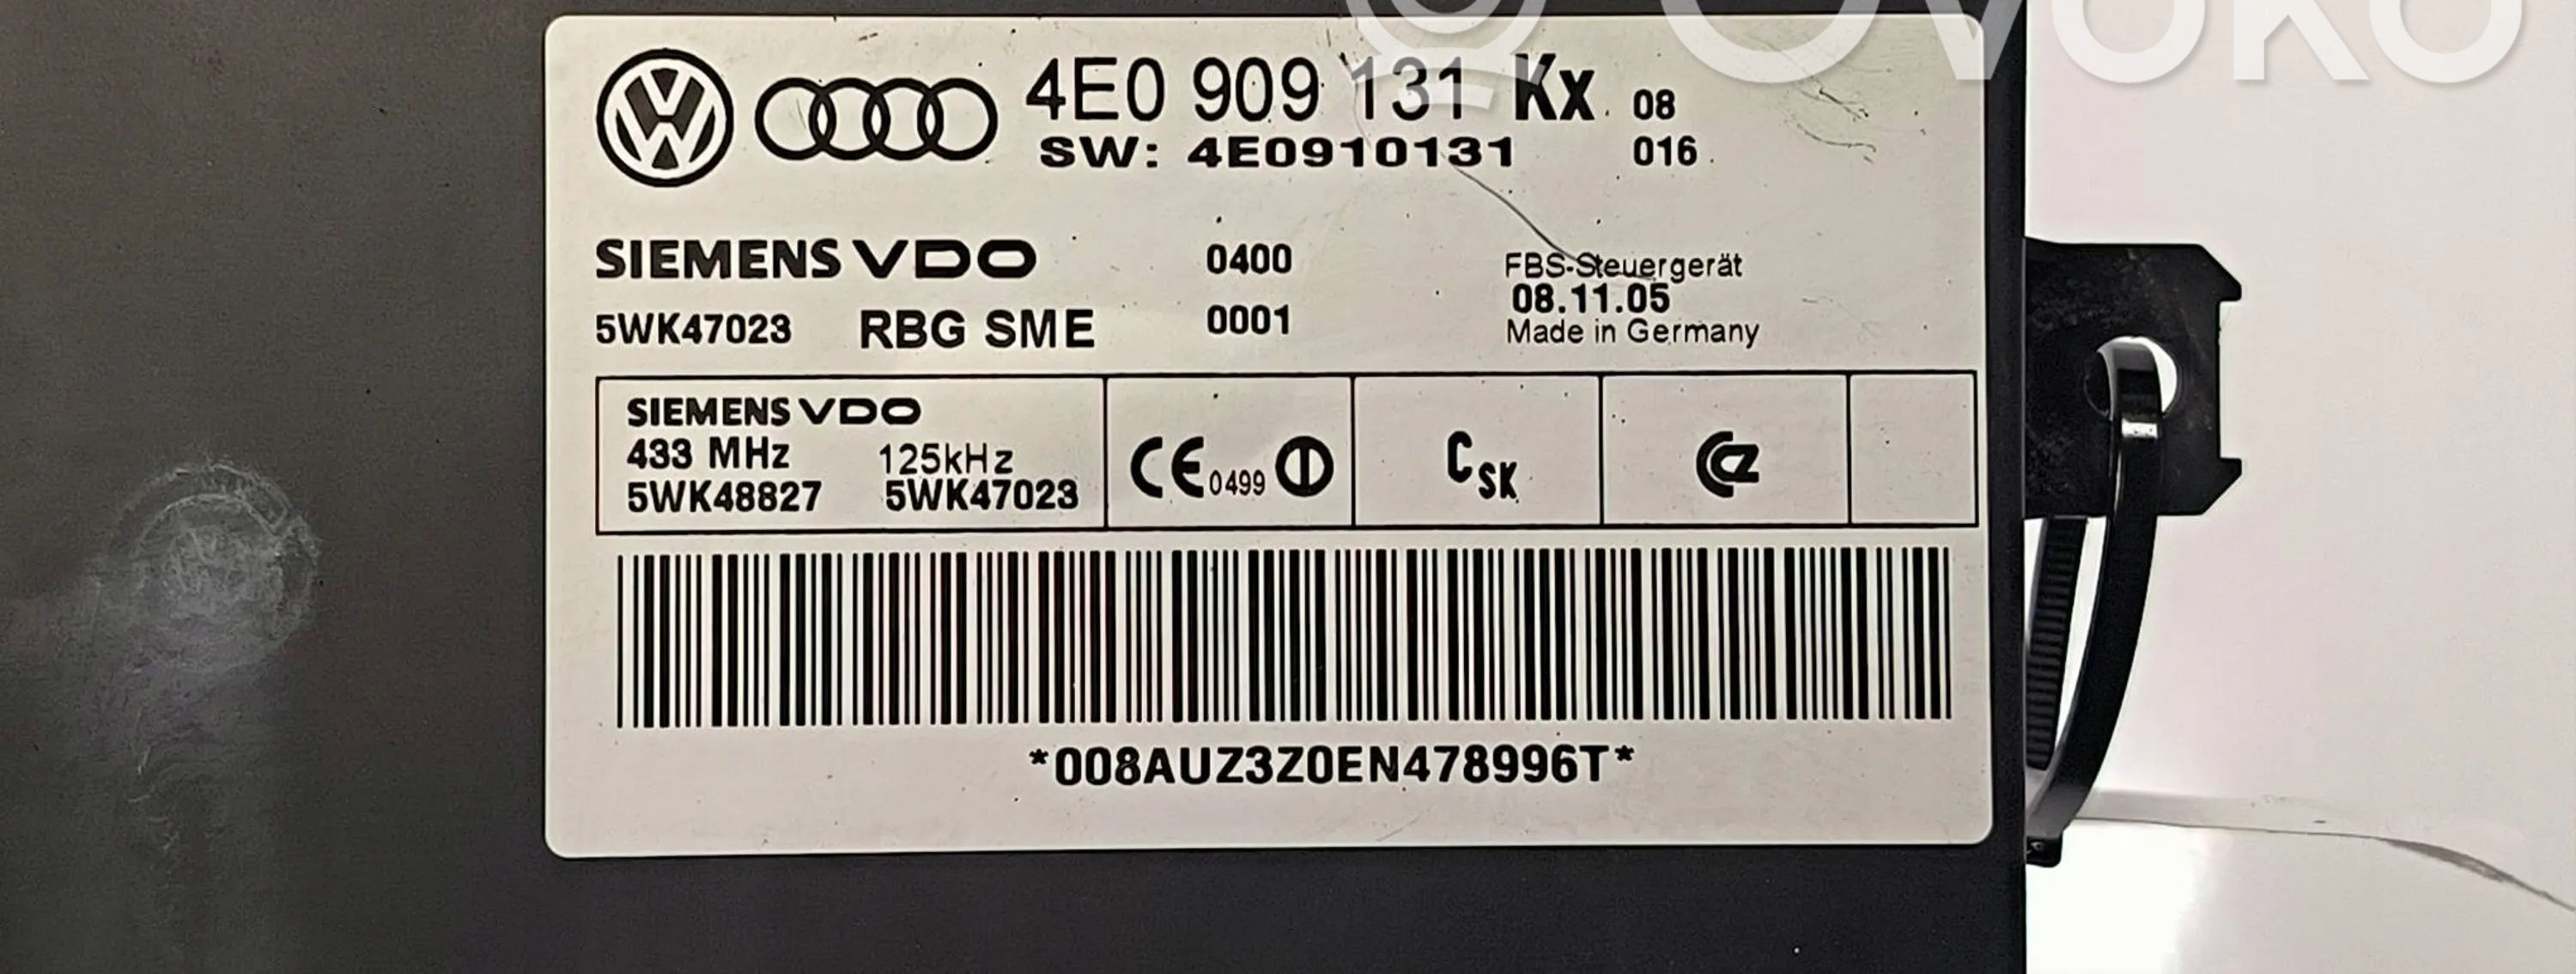 OVOKO
4E0 909 131 Kx 08
SW: 4E0910131 016
SIEMENS VDO 0400 FBS-Steuergerät
08.11.05
5WK47023 RBG SME 0001 Made in Germany
SIEMENS VDO
433 MHz 125kHz
5WK48827 5WK47023
CE 0499
CSK
*008AUZ3Z0EN478996T*